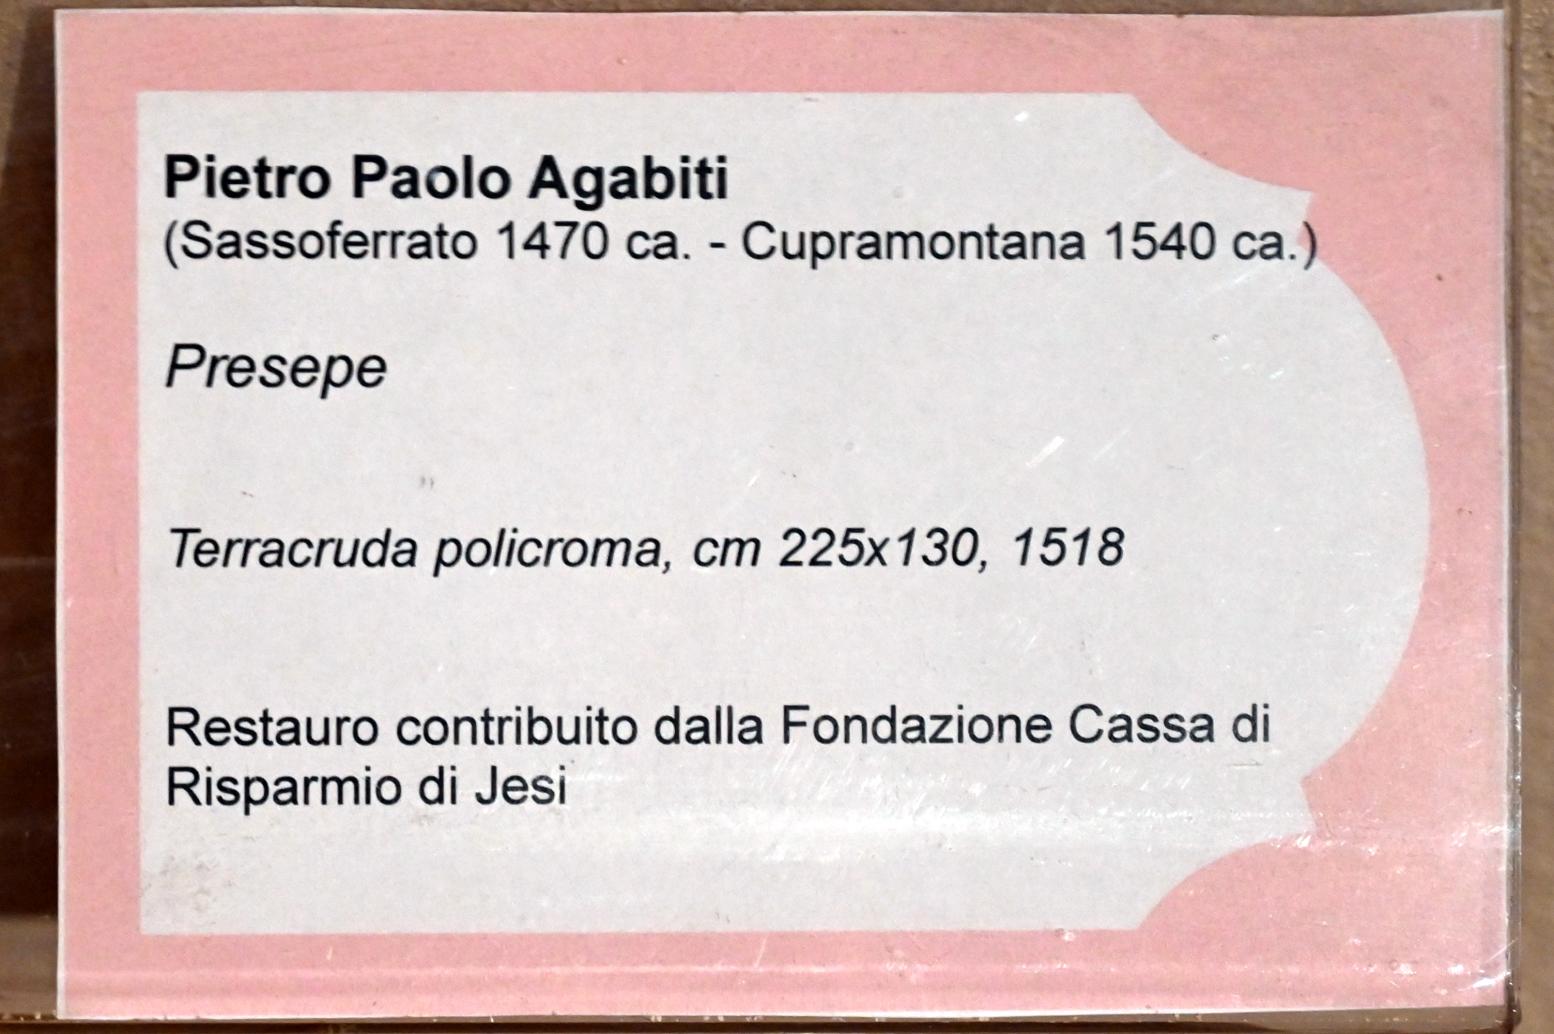 Pietro Paolo Agabiti
(Sassoferrato 1470 ca. - Cupramontana 1540 ca.)
Presepe
Terracruda policroma, cm 225x130, 1518
Restauro contribuito dalla Fondazione Cassa di
Risparmio di Jesi